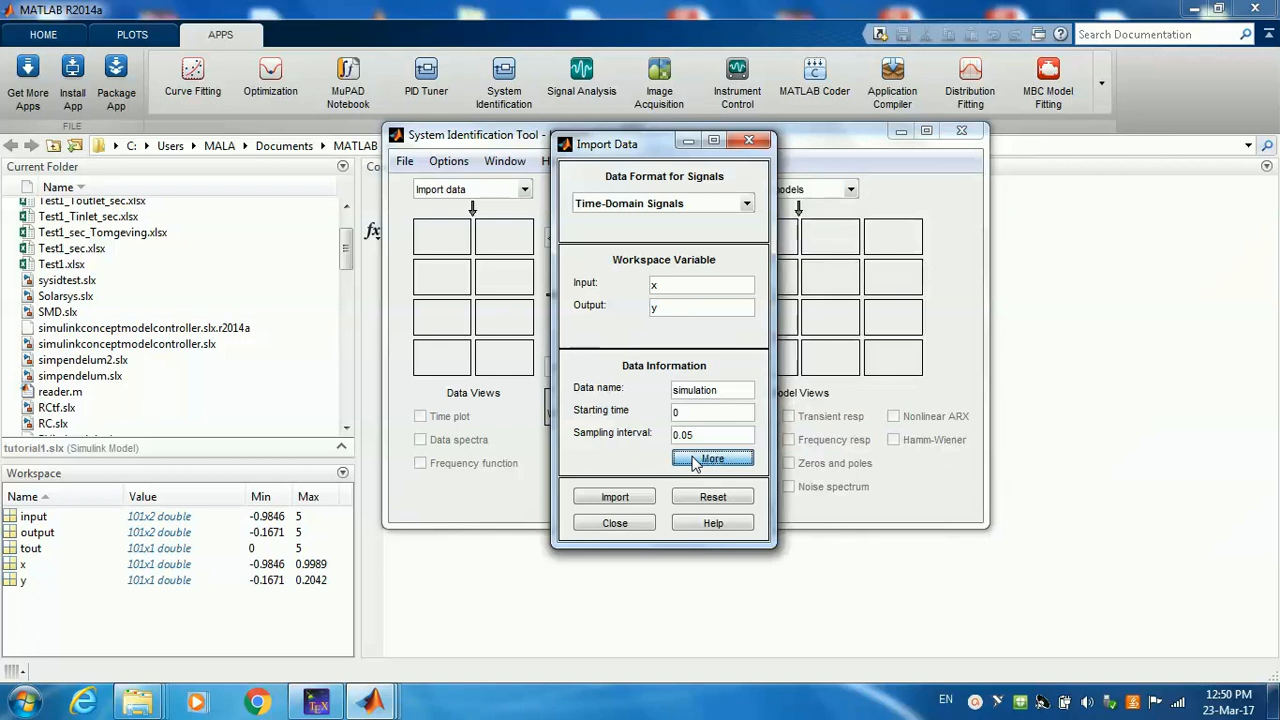 MATLAB R2014a
HOME
PLOTS
APPS
Search Documentation
Get More Apps
Install App
Package App
Curve Fitting
Optimization
MuPAD Notebook
PID Tuner
System Identification
Signal Analysis
Image Acquisition
Instrument Control
MATLAB Coder
Application Compiler
Distribution Fitting
MBC Model Fitting
FILE
C: Users MALA Documents MATLAB
Current Folder
Name
Test1_Toutlet_sec.xlsx
Test1_Tinlet_sec.xlsx
Test1_sec_Tomgeving.xlsx
Test1_sec.xlsx
Test1.xlsx
sysidtest.slx
Solarsys.slx
SMD.slx
simulinkconceptmodelcontroller.slx.r2014a
simulinkconceptmodelcontroller.slx
simpendelum2.slx
simpendelum.slx
reader.m
RCtf.slx
RC.slx
tutorial1.slx (Simulink Model)
Workspace
Name Value Min Max
input 101x2 double -0.9846 5
output 101x2 double -0.1671 5
tout 101x1 double 0 5
x 101x1 double -0.9846 0.9989
y 101x1 double -0.1671 0.2042
Co
fx
System Identification Tool -
File Options Window H
Import data
odels
Data Views
Time plot
Data spectra
Frequency function
odel Views
Transient resp
Nonlinear ARX
Frequency resp
Hamm-Wiener
Zeros and poles
Noise spectrum
Import Data
Data Format for Signals
Time-Domain Signals
Workspace Variable
Input: x
Output: y
Data Information
Data name: simulation
Starting time 0
Sampling interval: 0.05
More
Import Reset
Close Help
TEX
EN
12:50 PM
23-Mar-17